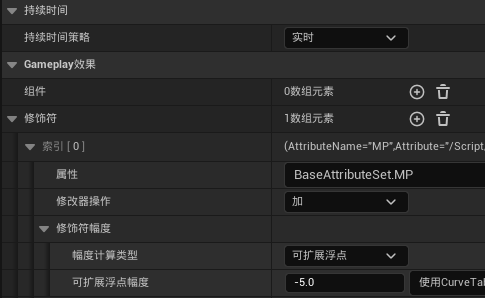 持续时间
持续时间策略 实时
Gameplay效果
组件 0数组元素
修饰符 1数组元素
索引 [ 0 ] (AttributeName="MP",Attribute="/Script,
属性 BaseAttributeSet.MP
修改器操作 加
修饰符幅度
幅度计算类型 可扩展浮点
可扩展浮点幅度 -5.0 使用CurveTal